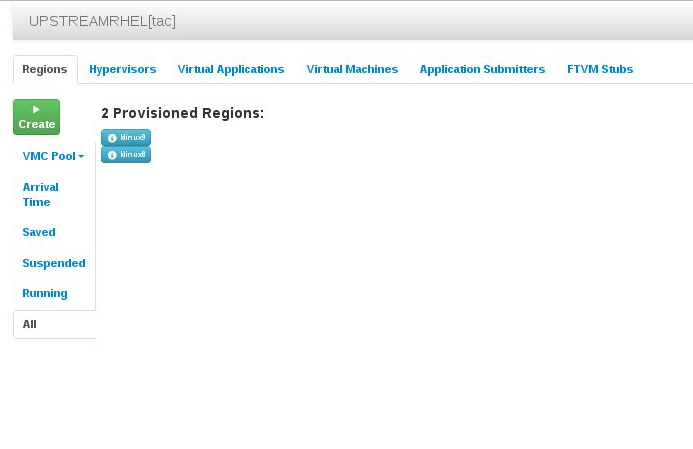 UPSTREAMRHEL[tac]
Regions Hypervisors Virtual Applications Virtual Machines Application Submitters FTVM Stubs
Create
2 Provisioned Regions:
klinux9
klinux8
VMC Pool
Arrival
Time
Saved
Suspended
Running
All